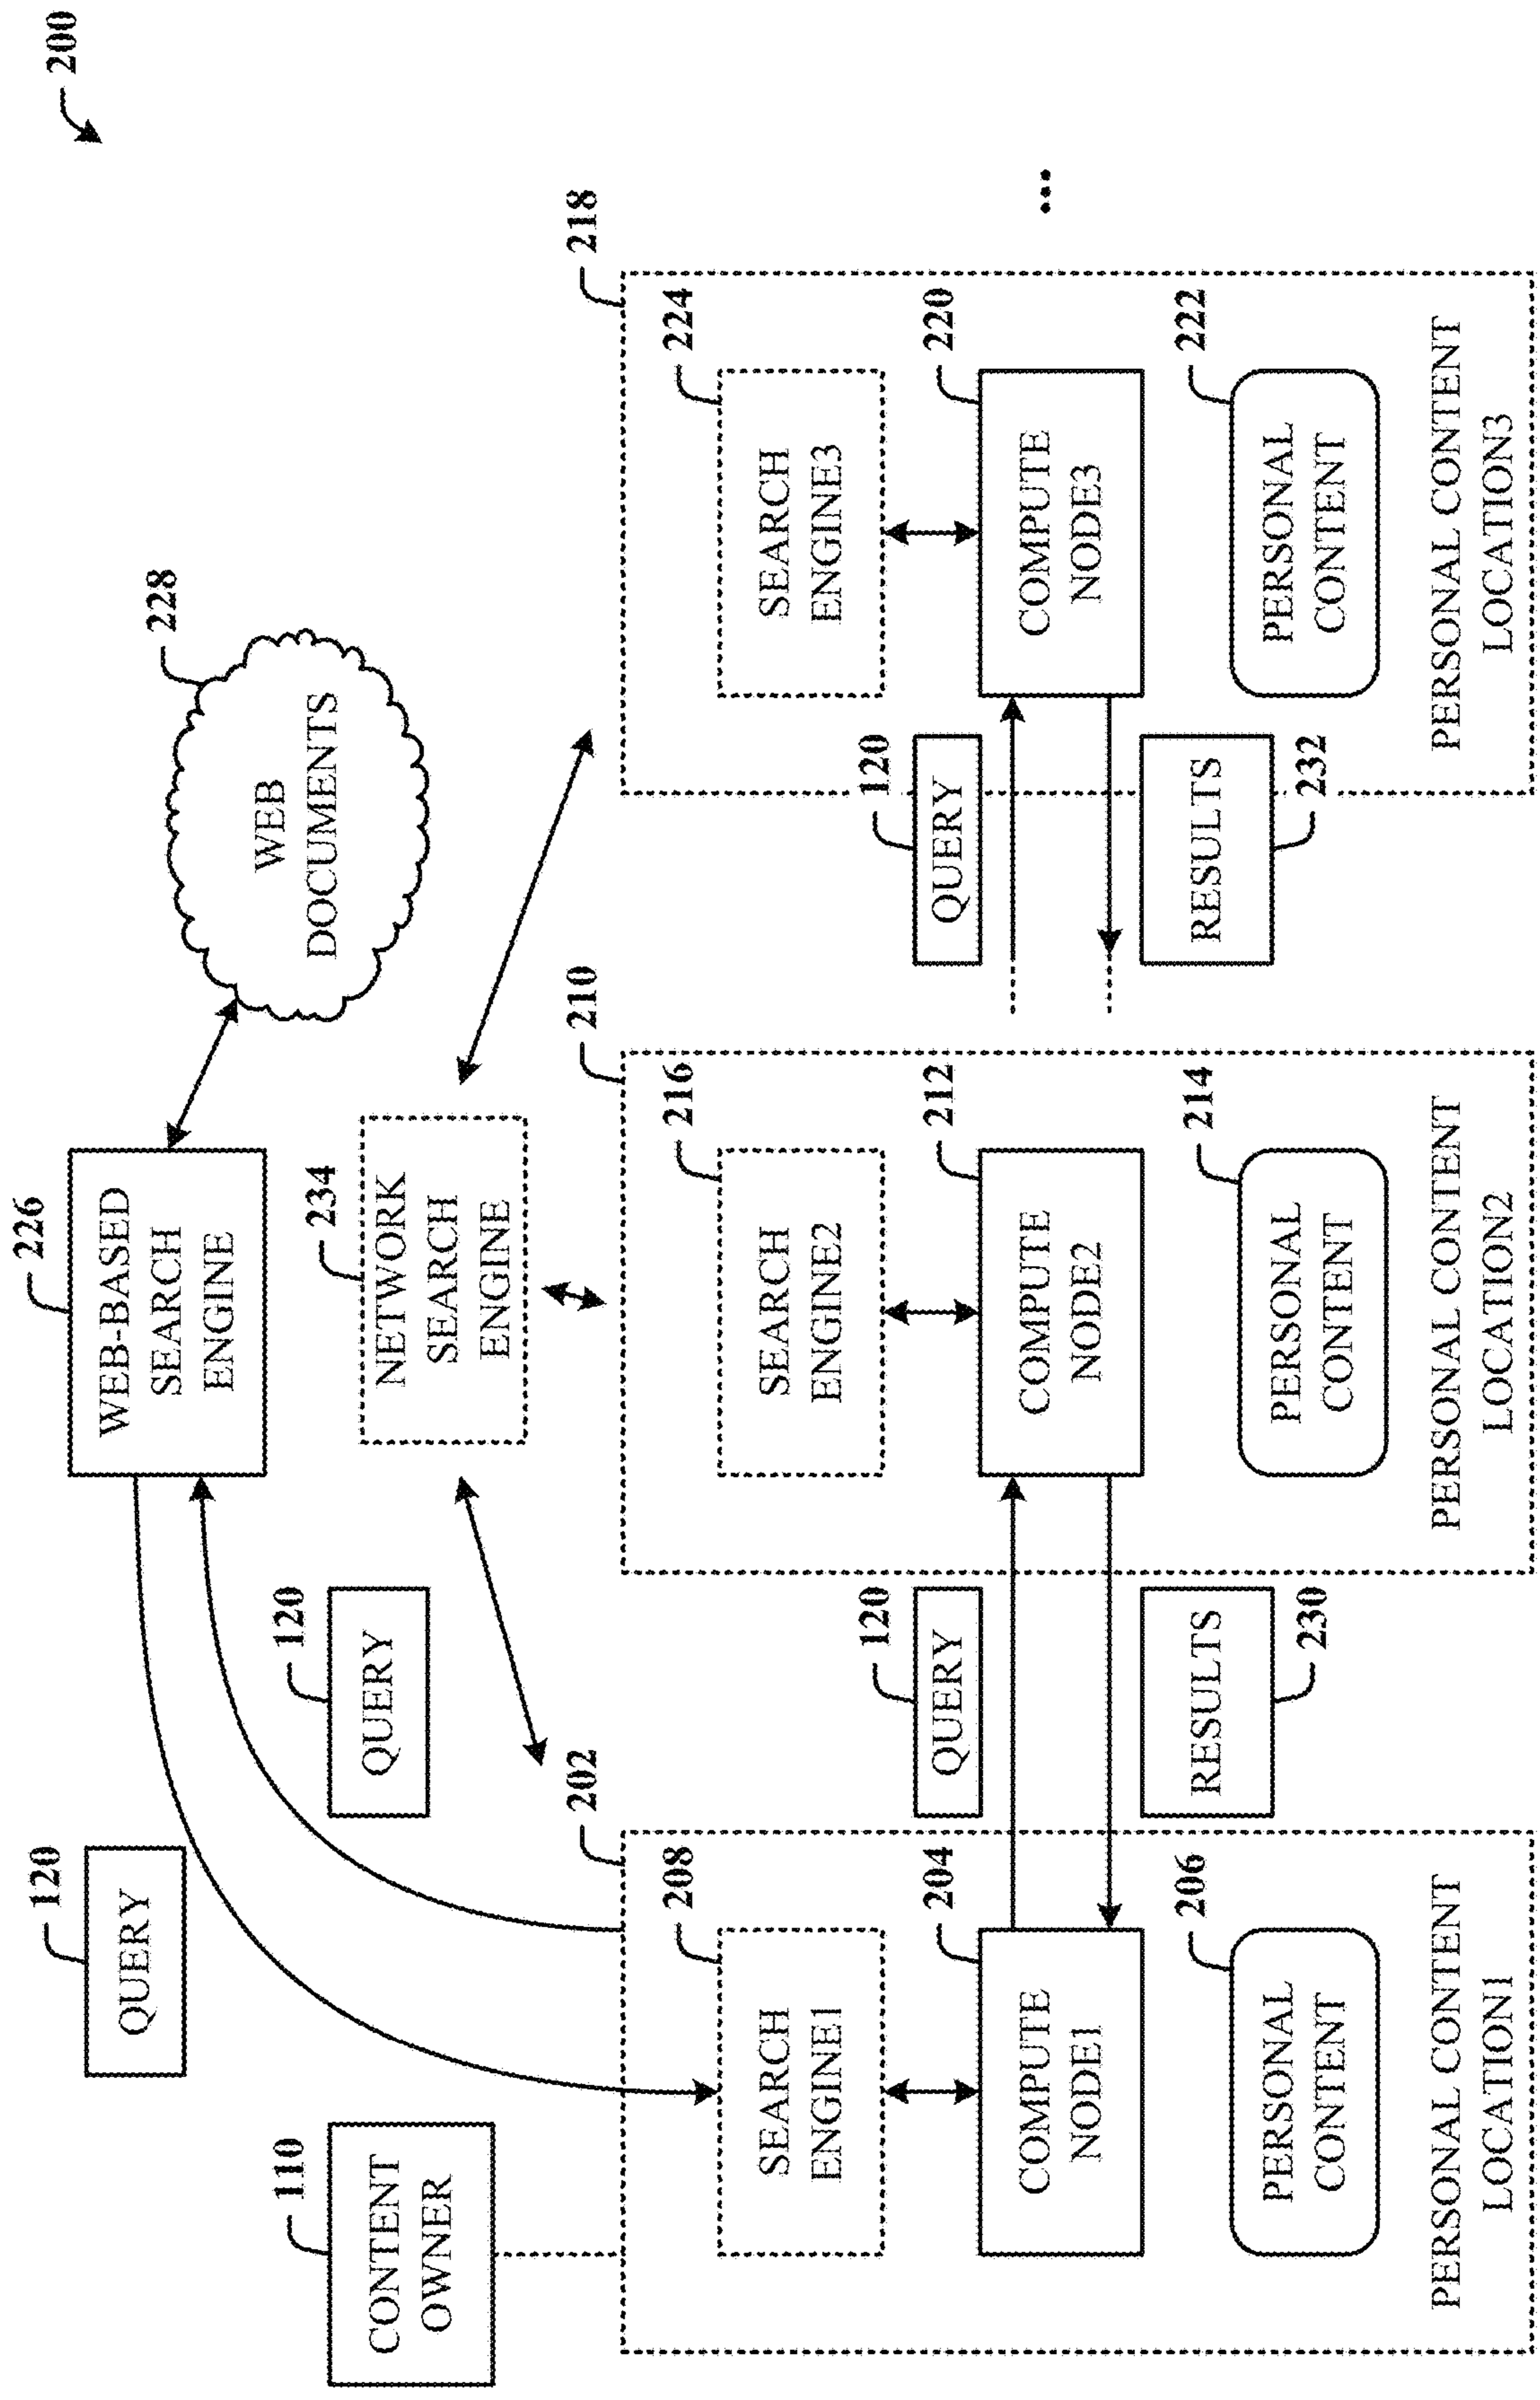 200
226
WEB-BASED
SEARCH
ENGINE
228
WEB
DOCUMENTS
120
QUERY
120
QUERY
234
NETWORK
SEARCH
ENGINE
110
CONTENT
OWNER
202
208
SEARCH
ENGINE1
204
COMPUTE
NODE1
206
PERSONAL
CONTENT
PERSONAL CONTENT
LOCATION1
120
QUERY
RESULTS
230
210
216
SEARCH
ENGINE2
212
COMPUTE
NODE2
214
PERSONAL
CONTENT
PERSONAL CONTENT
LOCATION2
120
QUERY
RESULTS
232
218
224
SEARCH
ENGINE3
220
COMPUTE
NODE3
222
PERSONAL
CONTENT
PERSONAL CONTENT
LOCATION3
...